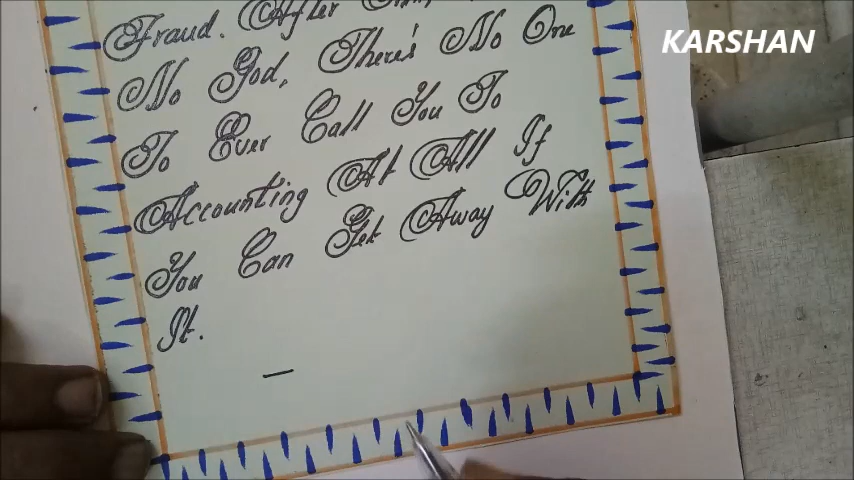 Fraud. After
No God, There's No One
To Ever Call You To
Accounting At All If
You Can Get Away With
It.
KARSHAN